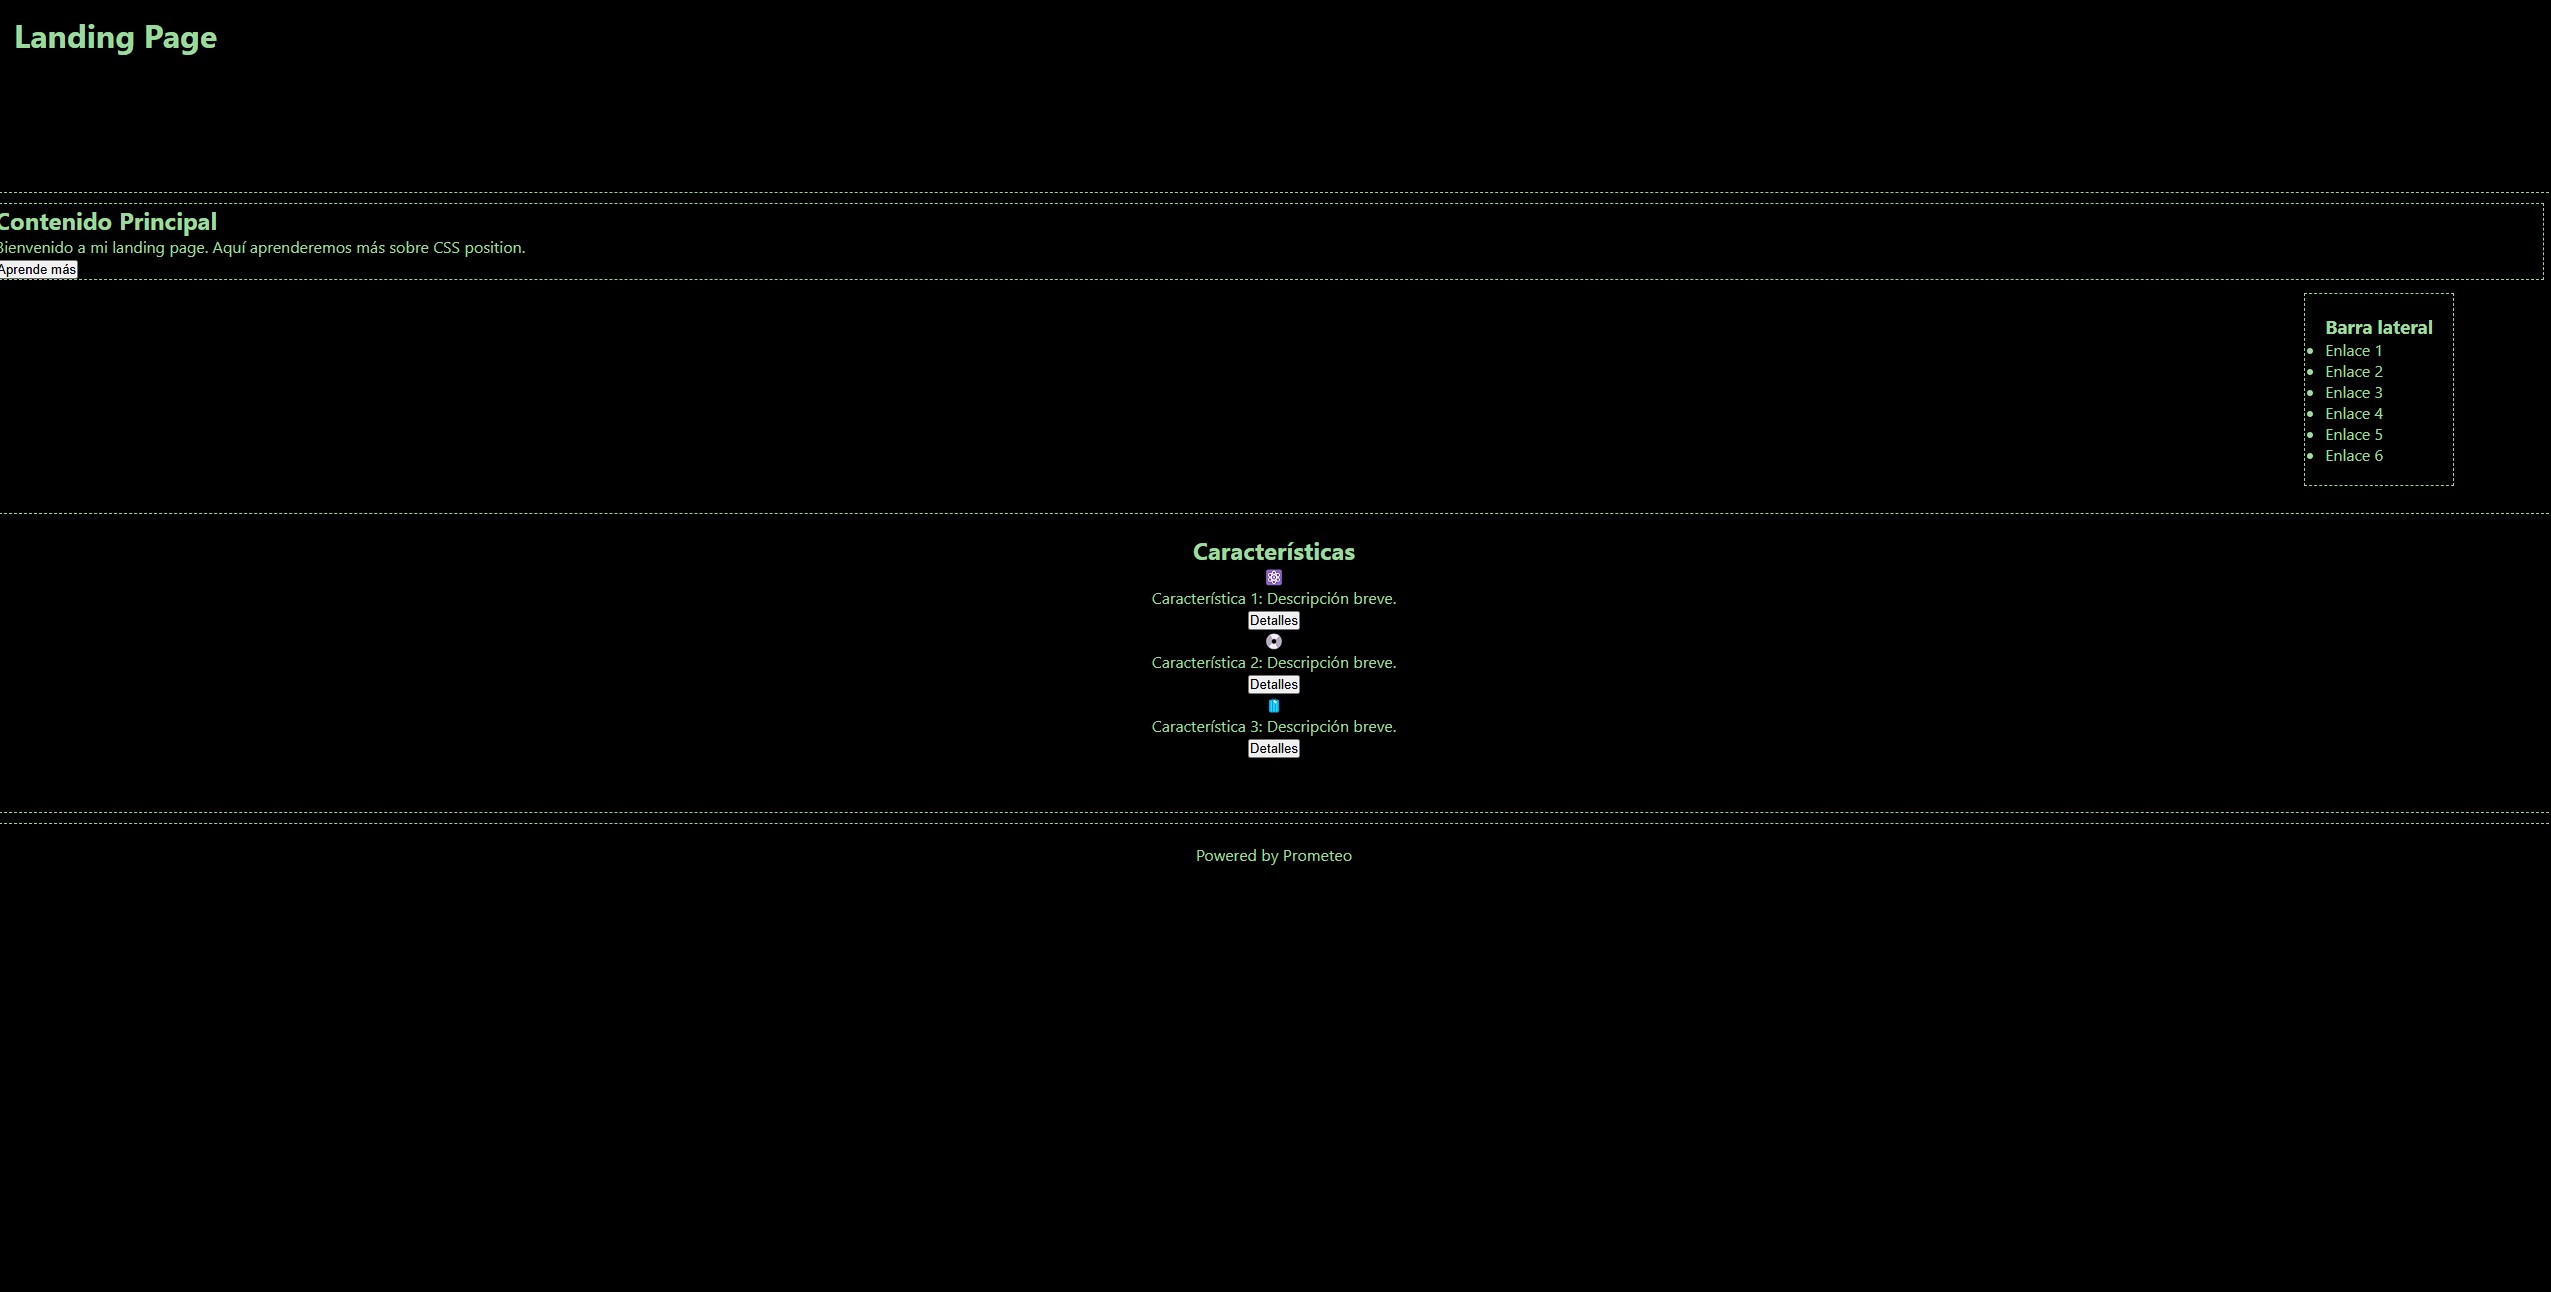 Landing Page
Contenido Principal
Bienvenido a mi landing page. Aquí aprenderemos más sobre CSS position.
Aprende más
Barra lateral
Enlace 1
Enlace 2
Enlace 3
Enlace 4
Enlace 5
Enlace 6
Características
Característica 1: Descripción breve.
Detalles
Característica 2: Descripción breve.
Detalles
Característica 3: Descripción breve.
Detalles
Powered by Prometeo